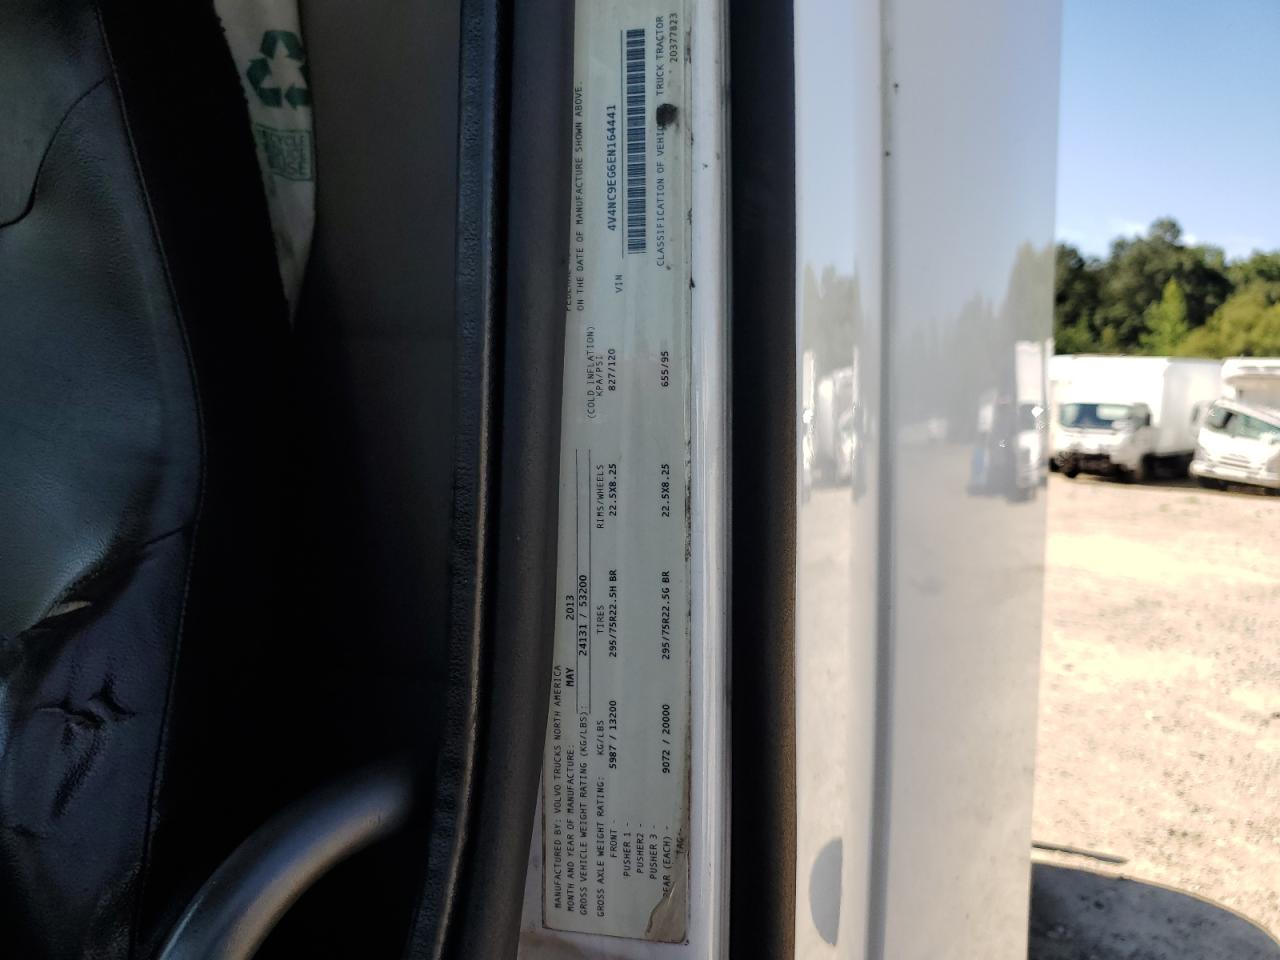 MANUFACTURED BY: VOLVO TRUCKS NORTH AMERICA
MONTH AND YEAR OF MANUFACTURE: MAY 2013
GROSS VEHICLE WEIGHT RATING (KG/LBS): 24131 / 53200
GROSS AXLE WEIGHT RATING: KG/LBS TIRES RIMS/WHEELS (COLD INFLATION) KPA/PSI
FRONT - 5987 / 13200 295/75R22.5H BR 22.5X8.25 827/120
PUSHER 1 -
PUSHER2 -
PUSHER 3 -
(EACH) - 9072 / 20000 295/75R22.5G BR 22.5X8.25 655/95
TAG-
ON THE DATE OF MANUFACTURE SHOWN ABOVE.
VIN 4V4NC9EG6EN164441
CLASSIFICATION OF TRUCK TRACTOR
20377823